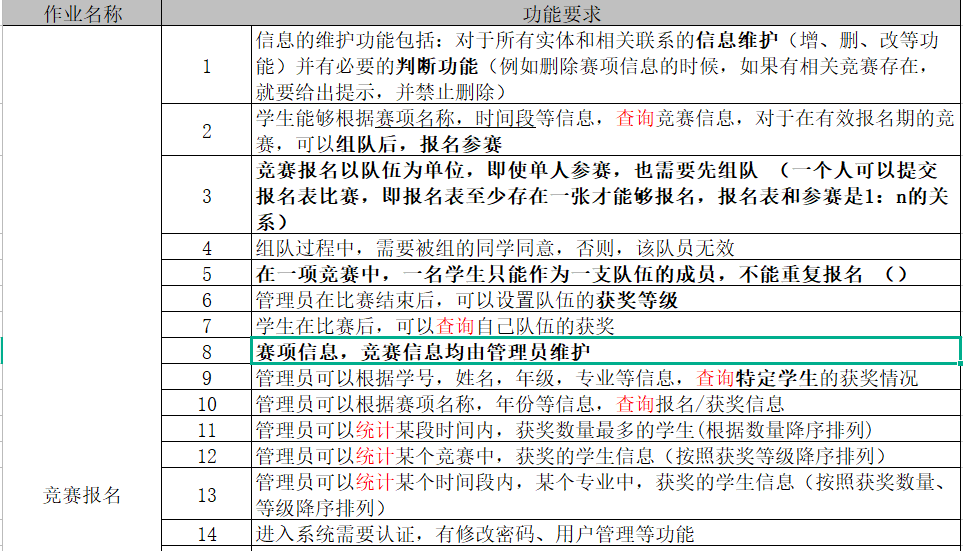 作业名称 功能要求
1 信息的维护功能包括：对于所有实体和相关联系的信息维护（增、删、改等功
能）并有必要的判断功能（例如删除赛项信息的时候，如果有相关竞赛存在，
就要给出提示，并禁止删除）
2 学生能够根据赛项名称，时间段等信息，查询竞赛信息，对于在有效报名期的竞
赛，可以组队后，报名参赛
3 竞赛报名以队伍为单位，即使单人参赛，也需要先组队 （一个人可以提交
报名表比赛，即报名表至少存在一张才能够报名，报名表和参赛是1：n的关
系）
4 组队过程中，需要被组的同学同意，否则，该队员无效
5 在一项竞赛中，一名学生只能作为一支队伍的成员，不能重复报名 （）
6 管理员在比赛结束后，可以设置队伍的获奖等级
7 学生在比赛后，可以查询自己队伍的获奖
8 赛项信息，竞赛信息均由管理员维护
9 管理员可以根据学号，姓名，年级，专业等信息，查询特定学生的获奖情况
10 管理员可以根据赛项名称，年份等信息，查询报名/获奖信息
11 管理员可以统计某段时间内，获奖数量最多的学生(根据数量降序排列)
12 管理员可以统计某个竞赛中，获奖的学生信息（按照获奖等级降序排列）
竞赛报名 13 管理员可以统计某个时间段内，某个专业中，获奖的学生信息（按照获奖数量、
等级降序排列）
14 进入系统需要认证，有修改密码、用户管理等功能